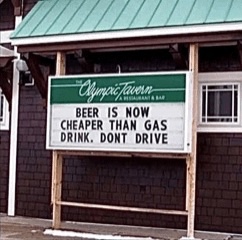 THE
Olympic Tavern
A RESTAURANT & BAR
BEER IS NOW
CHEAPER THAN GAS
DRINK. DONT DRIVE